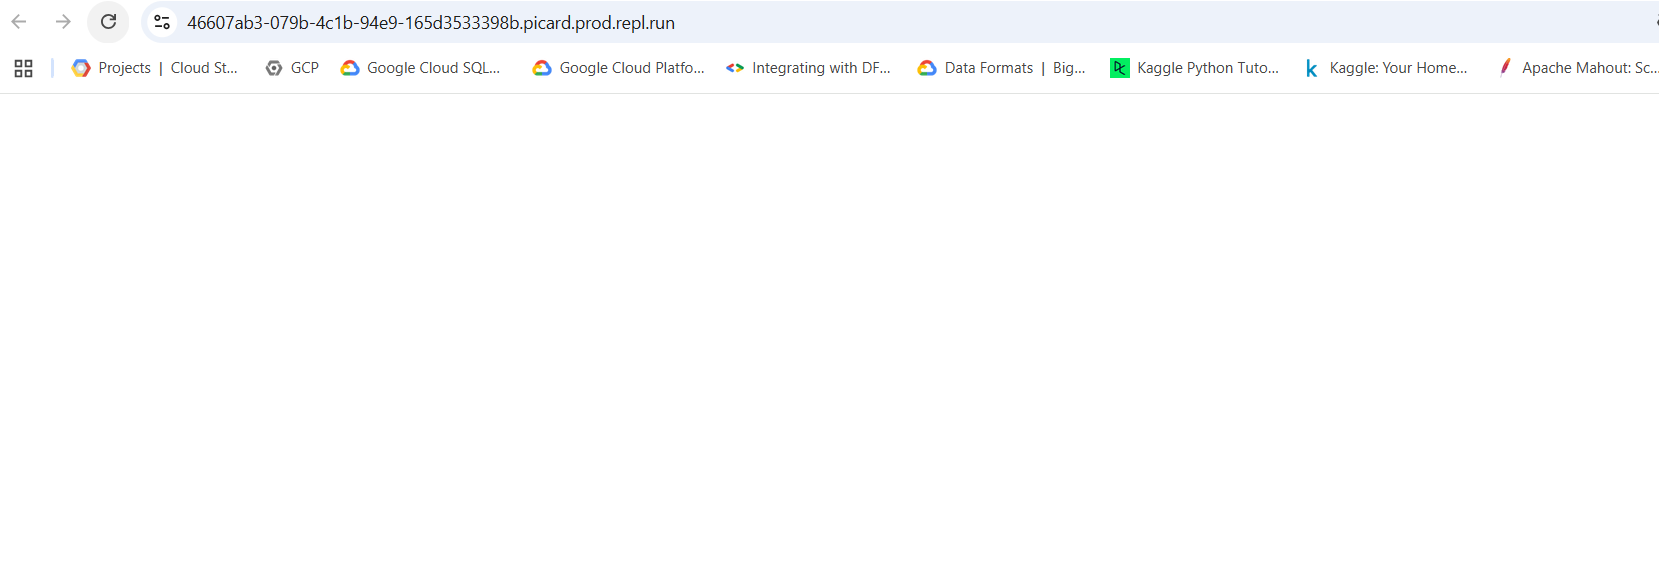 46607ab3-079b-4c1b-94e9-165d3533398b.picard.prod.repl.run
Projects | Cloud St... GCP Google Cloud SQL... Google Cloud Platfo... Integrating with DF... Data Formats | Big... Kaggle Python Tuto... Kaggle: Your Home... Apache Mahout: Sc...